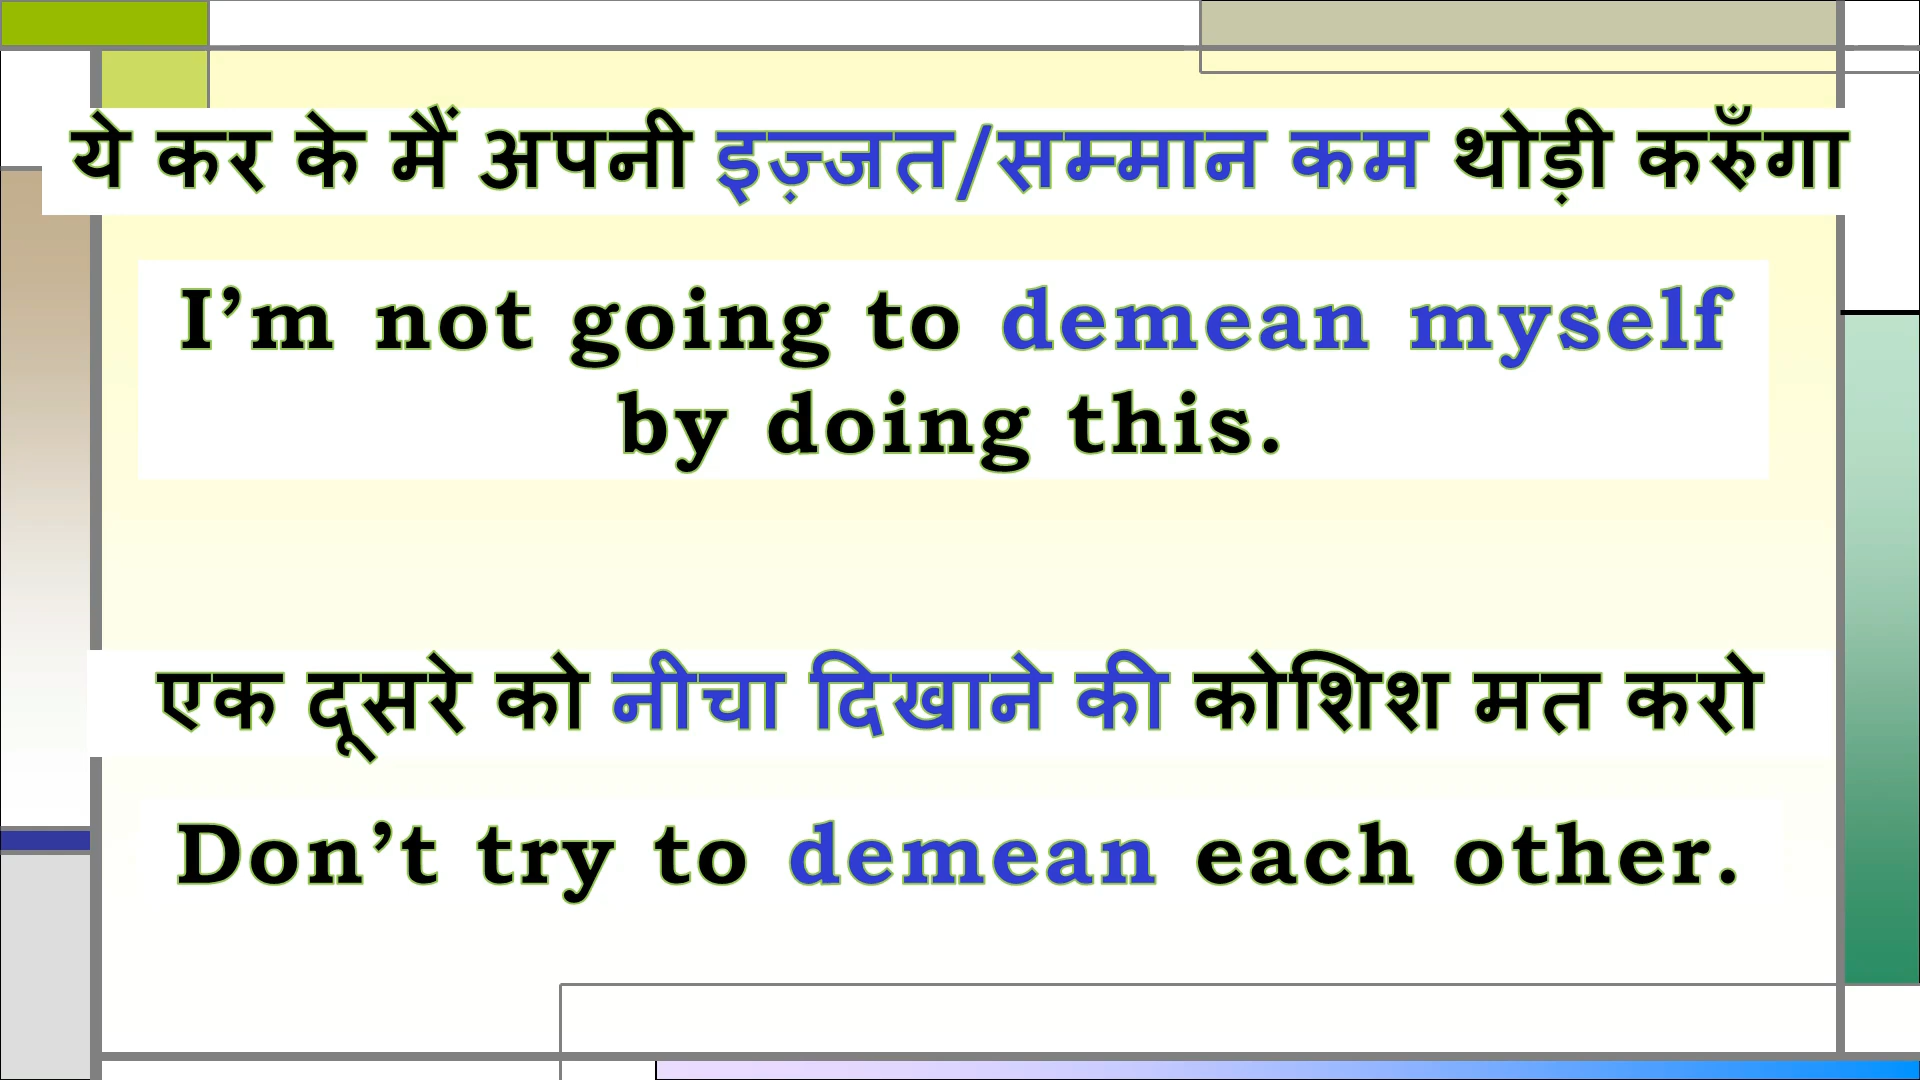 ये कर के मैं अपनी इज़्जत/सम्मान कम थोड़ी करुँगा
I’m not going to demean myself
by doing this.
एक दूसरे को नीचा दिखाने की कोशिश मत करो
Don’t try to demean each other.